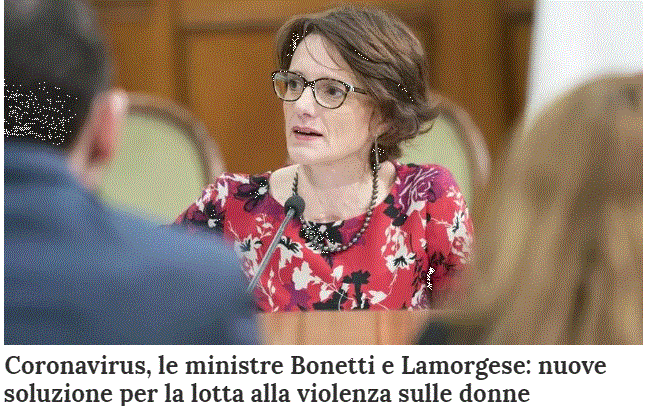 Coronavirus, le ministre Bonetti e Lamorgese: nuove
soluzione per la lotta alla violenza sulle donne